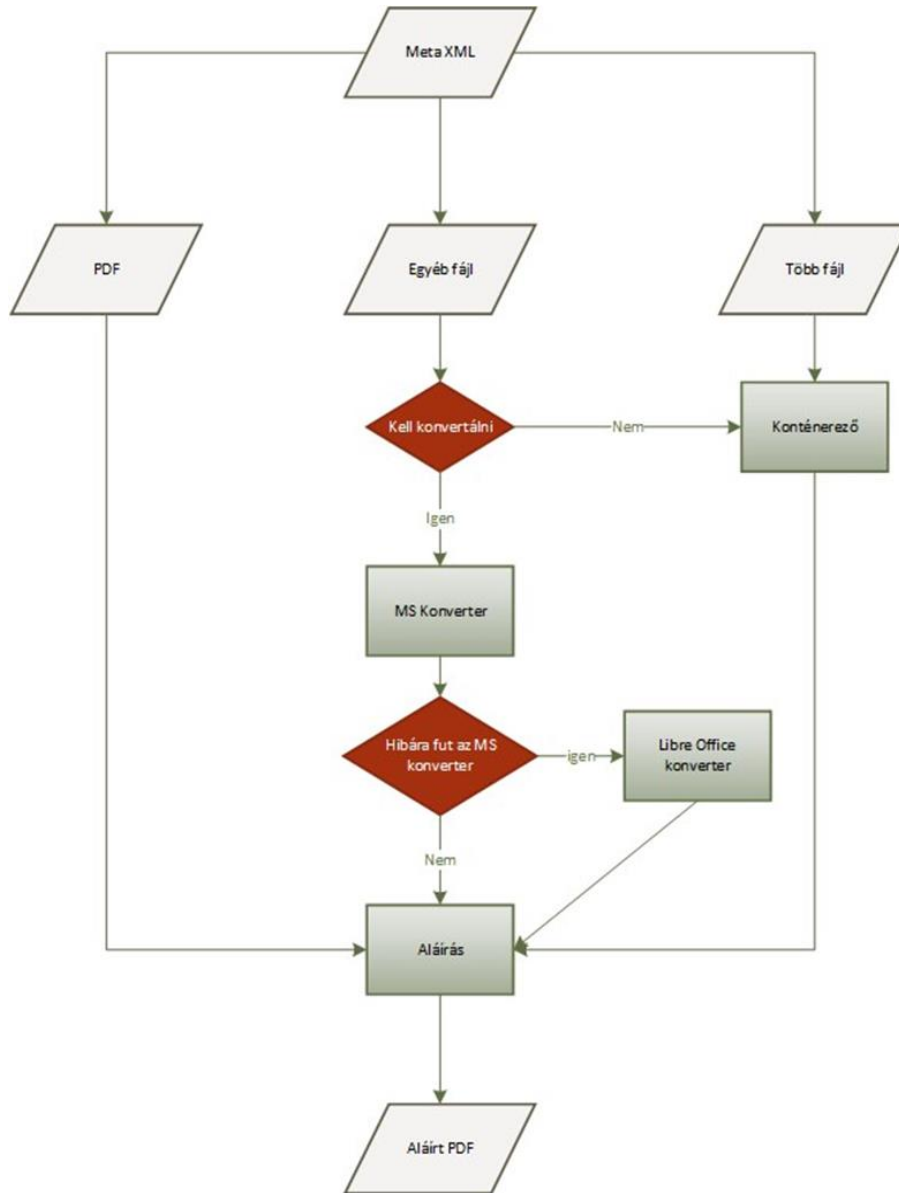 Meta XML
PDF
Egyéb fájl
Több fájl
Kell konvertálni
Nem
Konténerező
Igen
MS Konverter
Hibára fut az MS
konverter
igen
Libre Office
konverter
Nem
Aláírás
Aláírt PDF